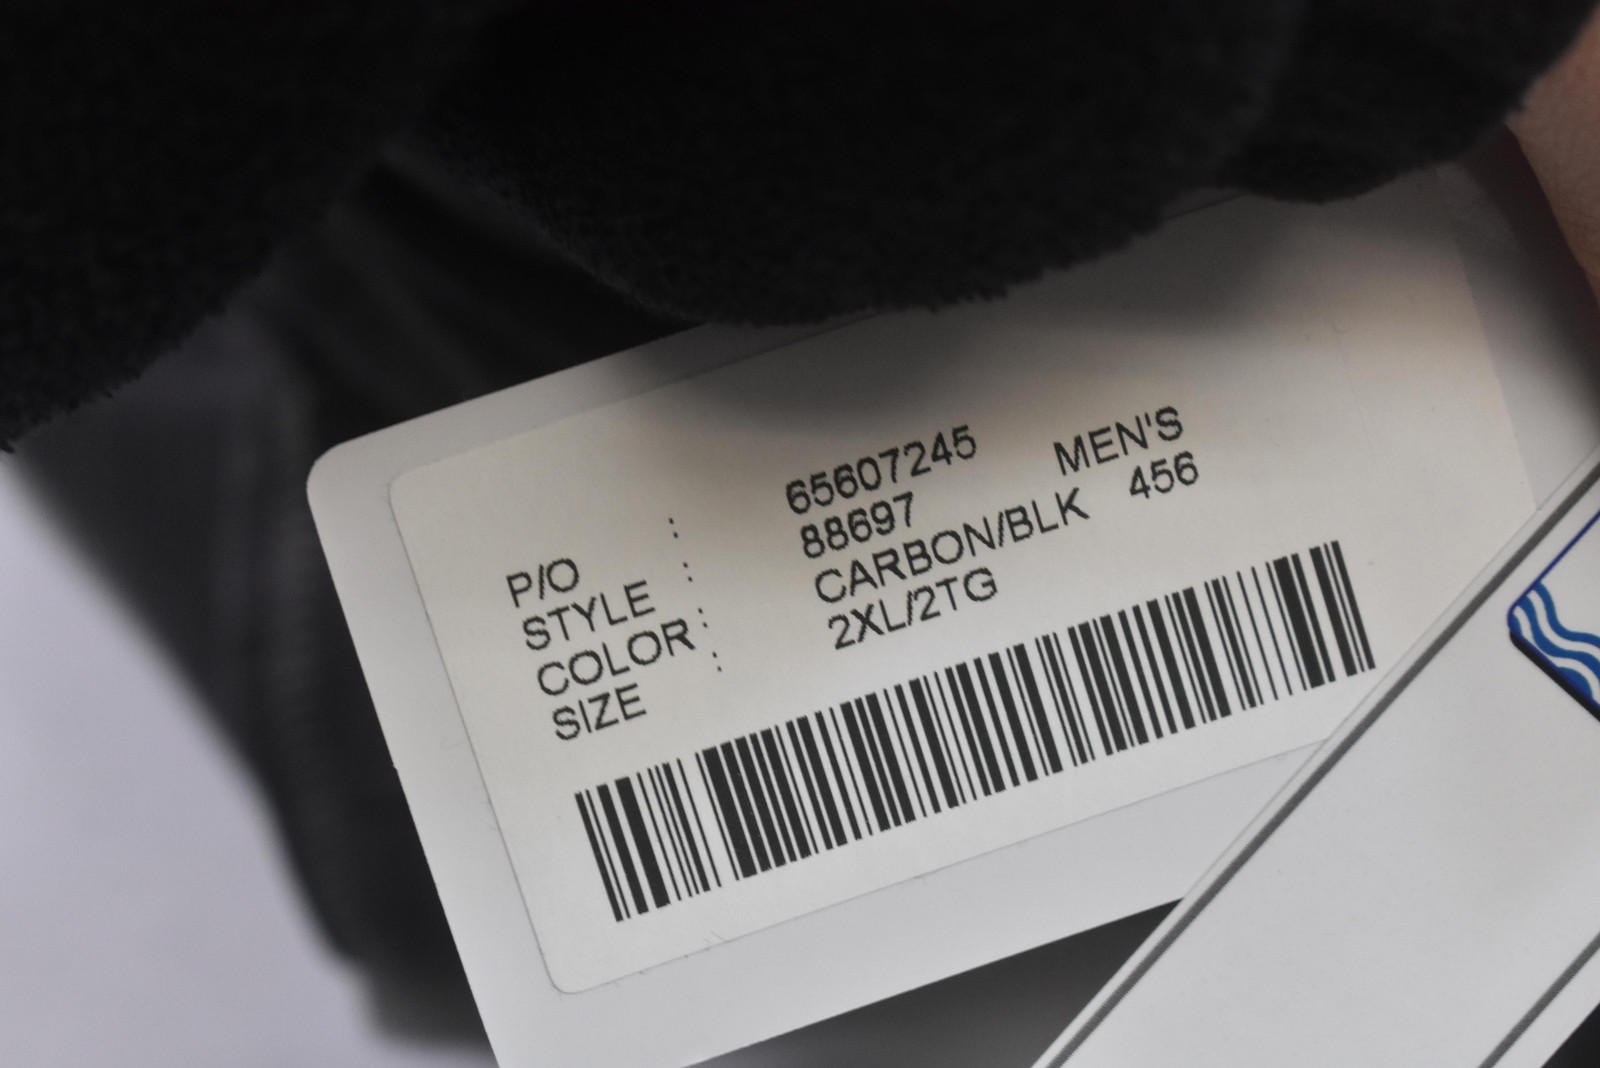 P/O : 65607245
STYLE : 88697 MEN'S
COLOR : CARBON/BLK 456
SIZE : 2XL/2TG